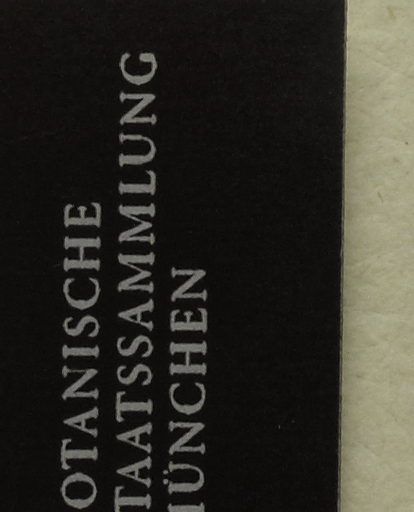 OTANISCHE
TAATSSAMMLUNG
ÜNCHEN